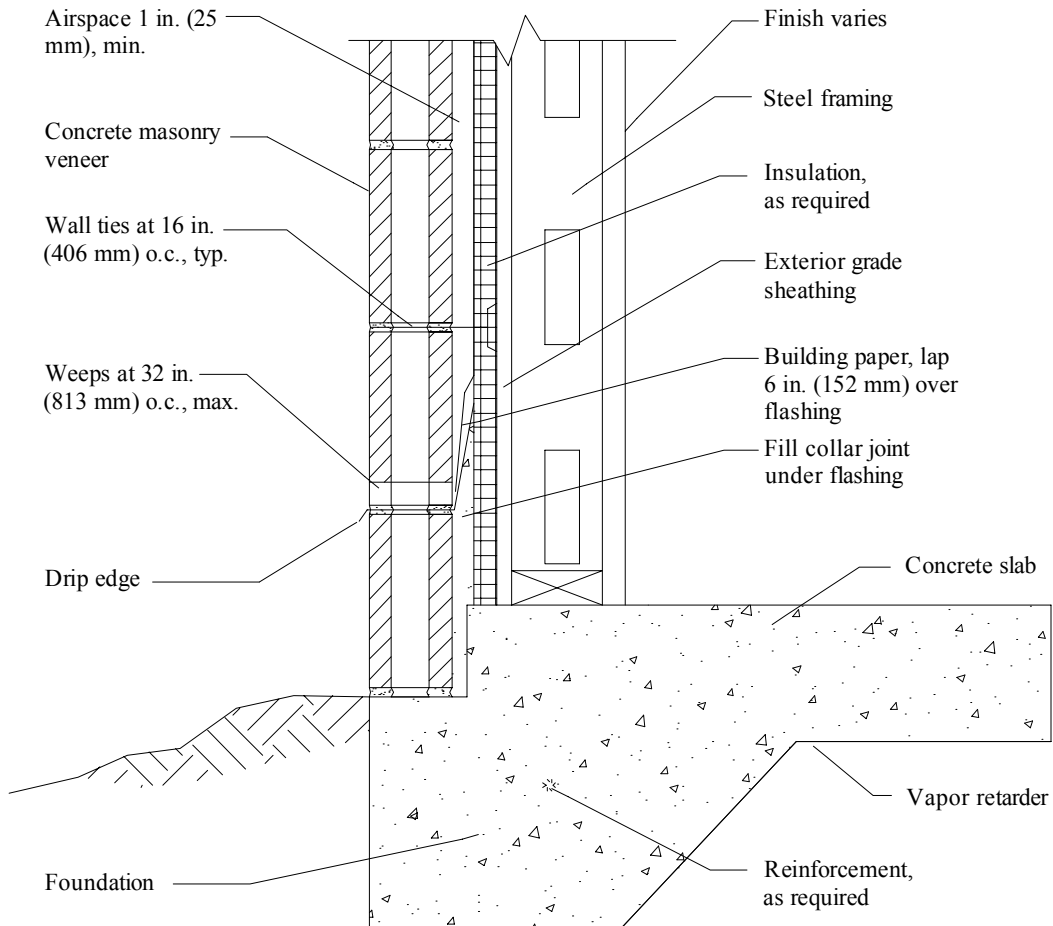 Airspace 1 in. (25
mm), min.
Concrete masonry
veneer
Wall ties at 16 in.
(406 mm) o.c., typ.
Weeps at 32 in.
(813 mm) o.c., max.
Drip edge
Foundation
Finish varies
Steel framing
Insulation,
as required
Exterior grade
sheathing
Building paper, lap
6 in. (152 mm) over
flashing
Fill collar joint
under flashing
Concrete slab
Vapor retarder
Reinforcement,
as required